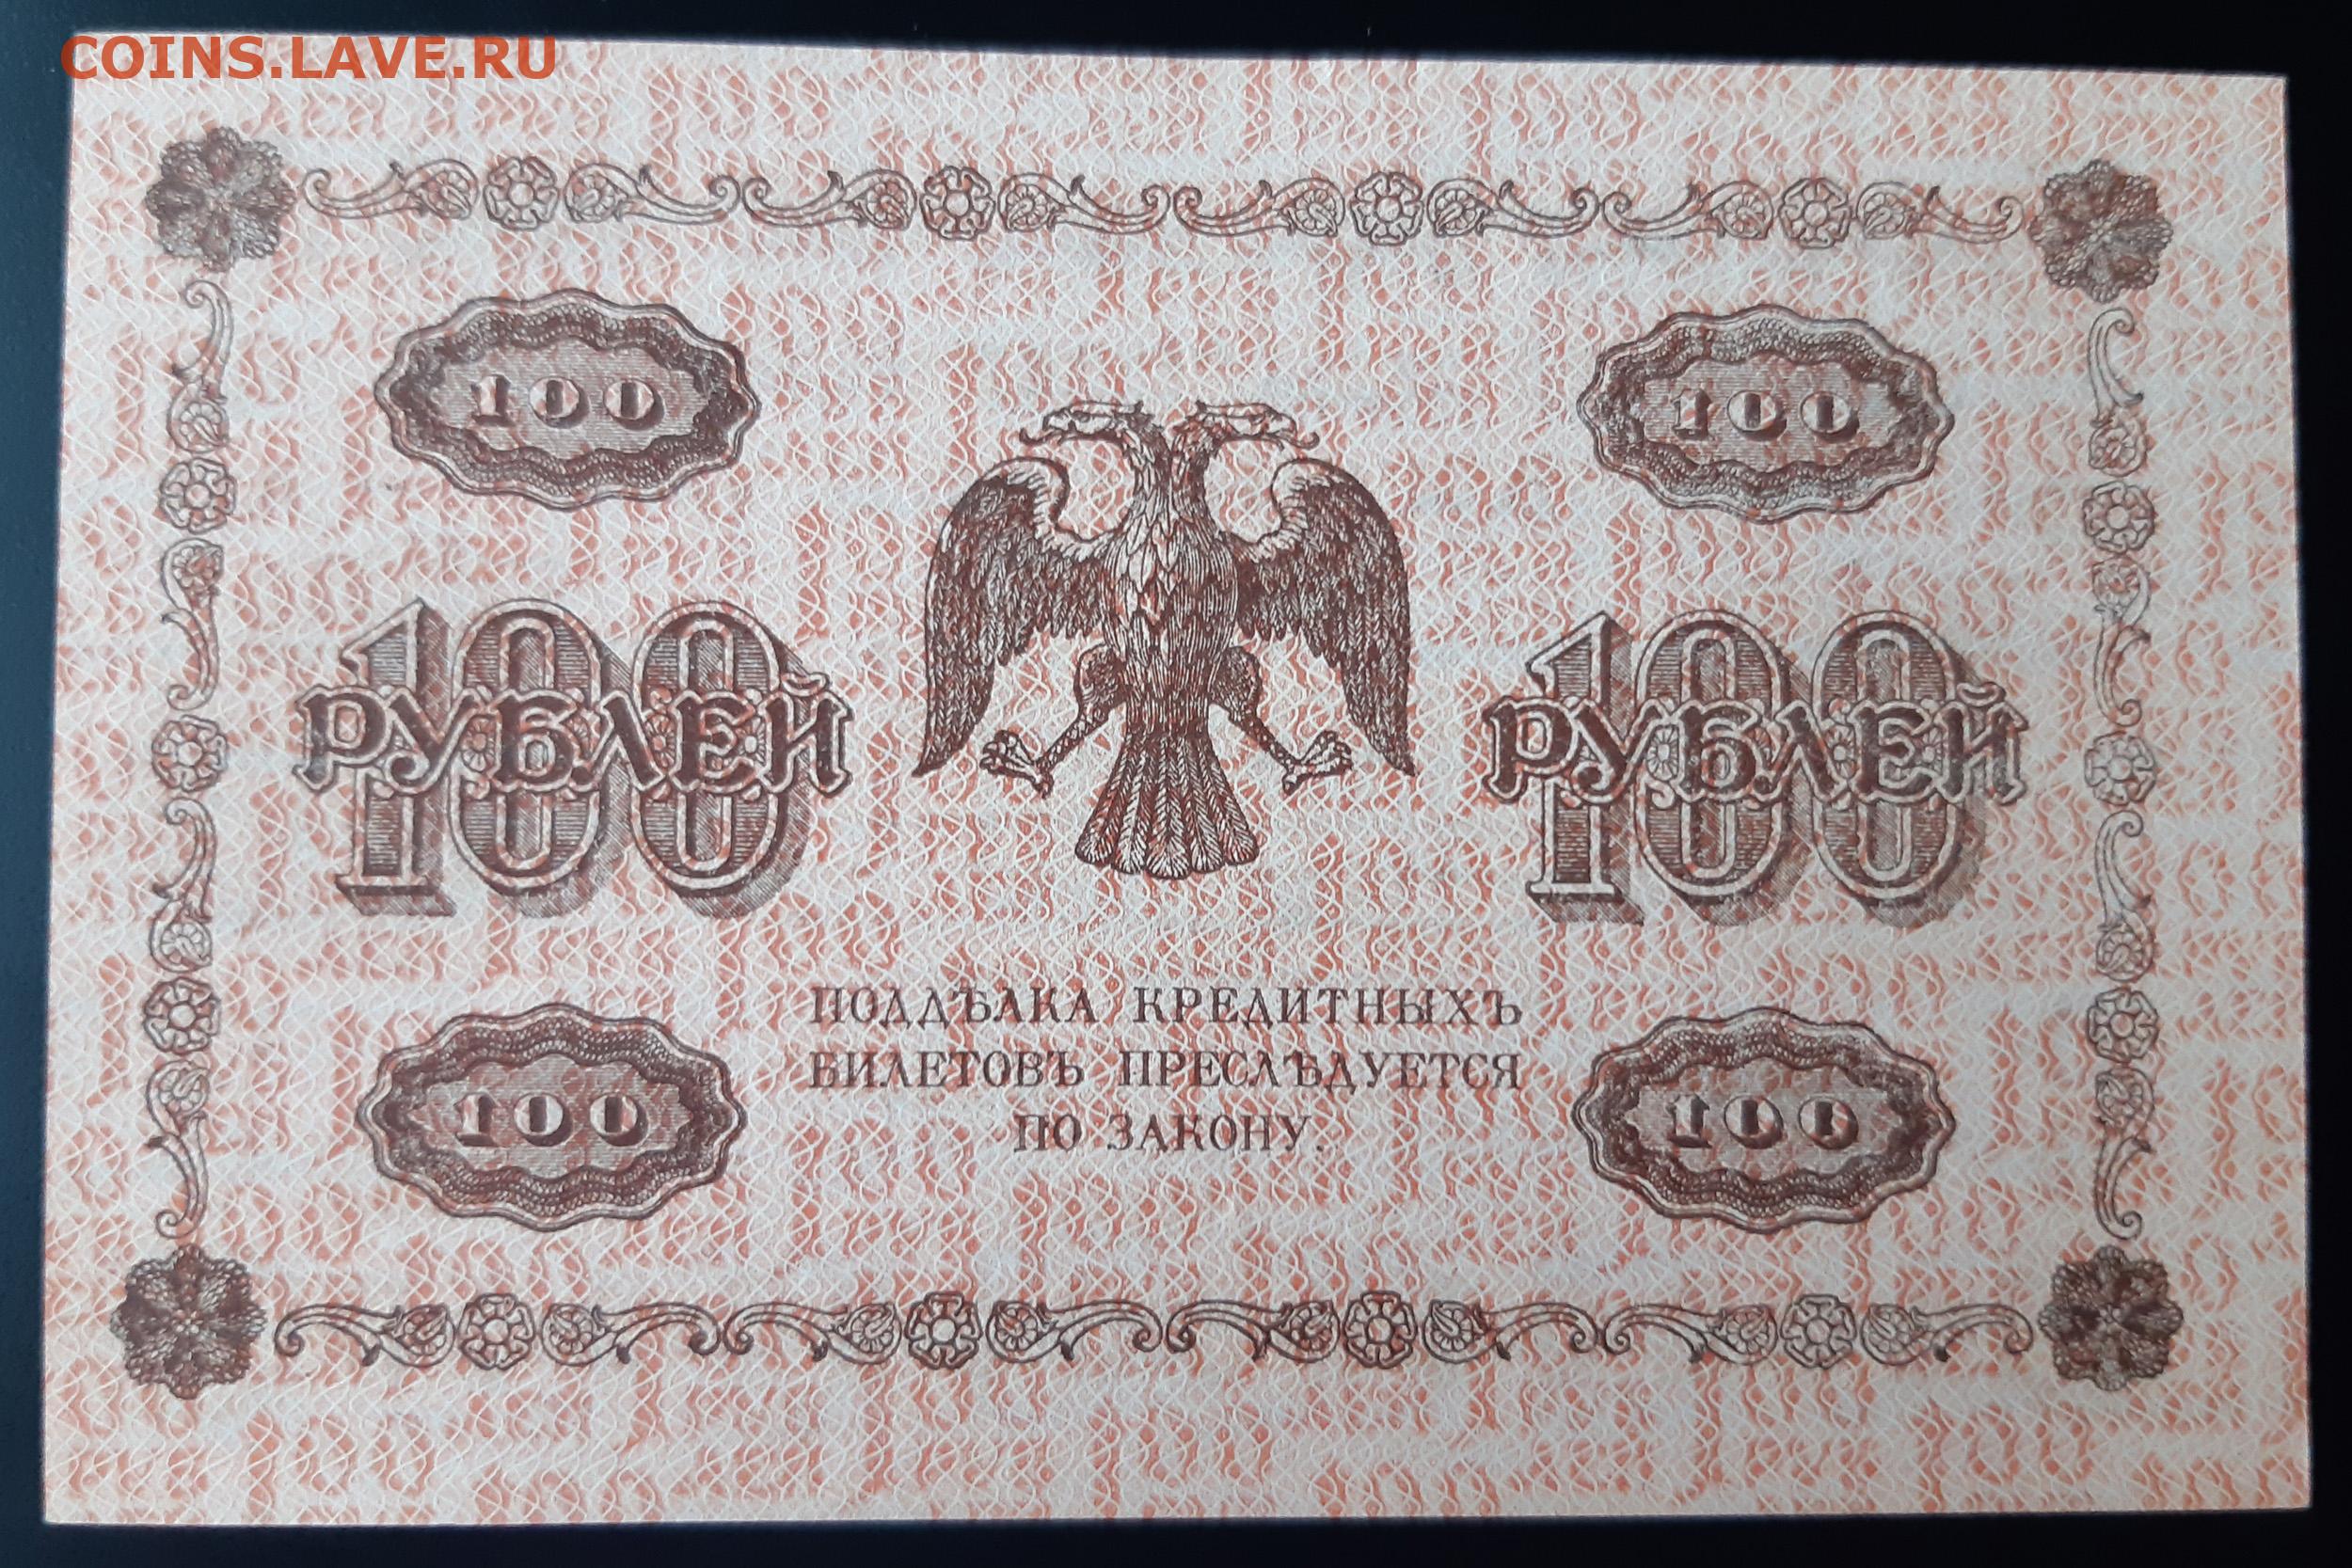 COINS.LAVE.RU
100
100
100
РУБЛЕЙ
100
РУБЛЕЙ
ПОДДѢЛКА КРЕДИТНЫХЪ
БИЛЕТОВЪ ПРЕСЛѢДУЕТСЯ
ПО ЗАКОНУ.
100
100